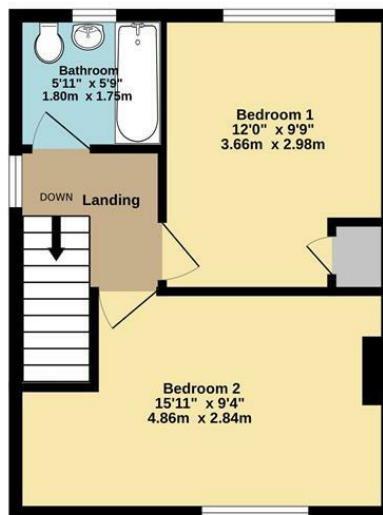 Bathroom
5'11" x 5'9"
1.80m x 1.75m
Bedroom 1
12'0" x 9'9"
3.66m x 2.98m
DOWN
Landing
Bedroom 2
15'11" x 9'4"
4.86m x 2.84m